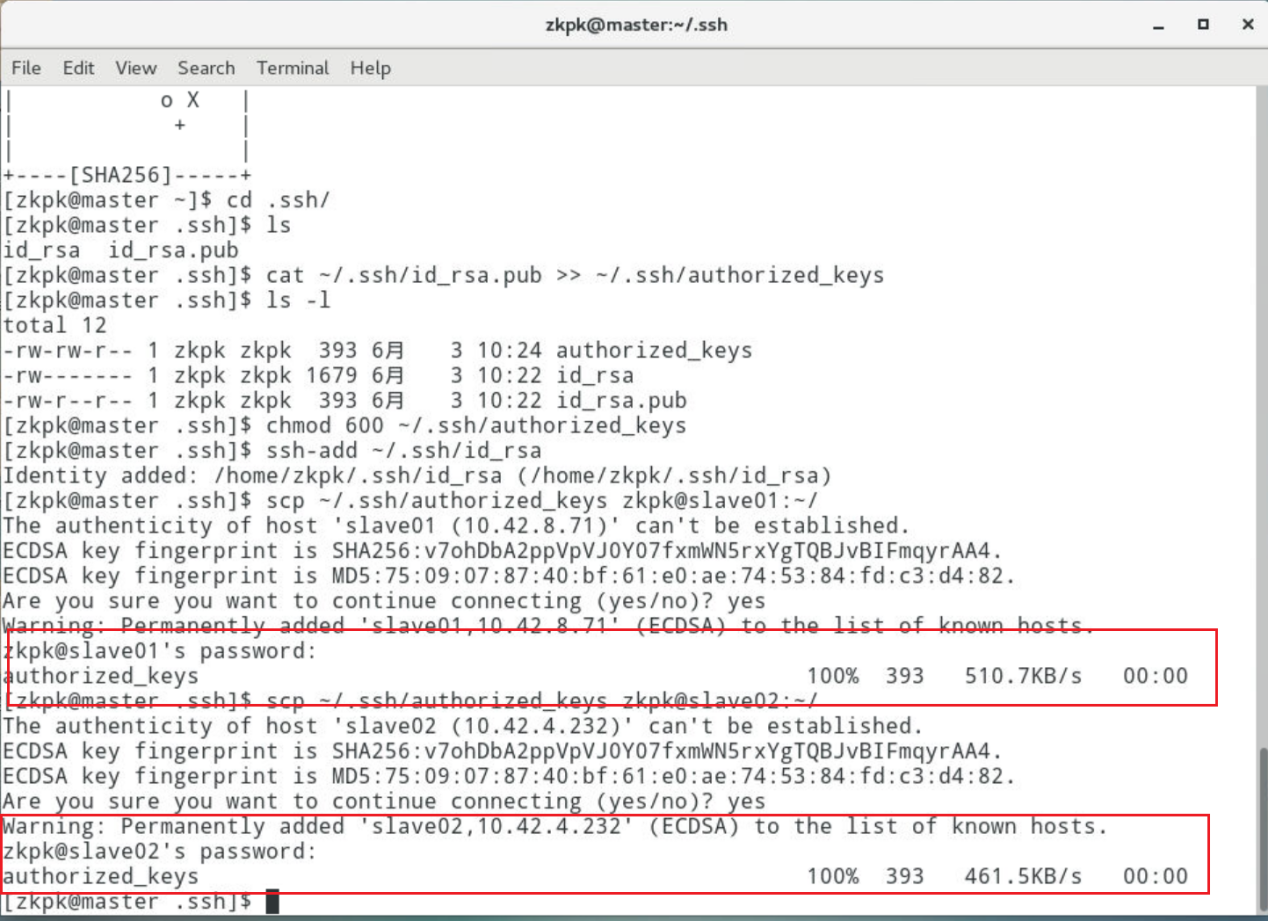 zkpk@master:~/.ssh
File Edit View Search Terminal Help
|            o X   |
|             +    |
|                  |
+----[SHA256]-----+
[zkpk@master ~]$ cd .ssh/
[zkpk@master .ssh]$ ls
id_rsa  id_rsa.pub
[zkpk@master .ssh]$ cat ~/.ssh/id_rsa.pub >> ~/.ssh/authorized_keys
[zkpk@master .ssh]$ ls -l
total 12
-rw-rw-r-- 1 zkpk zkpk  393 6月   3 10:24 authorized_keys
-rw------- 1 zkpk zkpk 1679 6月   3 10:22 id_rsa
-rw-r--r-- 1 zkpk zkpk  393 6月   3 10:22 id_rsa.pub
[zkpk@master .ssh]$ chmod 600 ~/.ssh/authorized_keys
[zkpk@master .ssh]$ ssh-add ~/.ssh/id_rsa
Identity added: /home/zkpk/.ssh/id_rsa (/home/zkpk/.ssh/id_rsa)
[zkpk@master .ssh]$ scp ~/.ssh/authorized_keys zkpk@slave01:~/
The authenticity of host 'slave01 (10.42.8.71)' can't be established.
ECDSA key fingerprint is SHA256:v7ohDbA2ppVpVJ0Y07fxmWN5rxYgTQBJvBIFmqyrAA4.
ECDSA key fingerprint is MD5:75:09:07:87:40:bf:61:e0:ae:74:53:84:fd:c3:d4:82.
Are you sure you want to continue connecting (yes/no)? yes
Warning: Permanently added 'slave01,10.42.8.71' (ECDSA) to the list of known hosts.
zkpk@slave01's password:
authorized_keys                                               100%  393   510.7KB/s   00:00
[zkpk@master .ssh]$ scp ~/.ssh/authorized_keys zkpk@slave02:~/
The authenticity of host 'slave02 (10.42.4.232)' can't be established.
ECDSA key fingerprint is SHA256:v7ohDbA2ppVpVJ0Y07fxmWN5rxYgTQBJvBIFmqyrAA4.
ECDSA key fingerprint is MD5:75:09:07:87:40:bf:61:e0:ae:74:53:84:fd:c3:d4:82.
Are you sure you want to continue connecting (yes/no)? yes
Warning: Permanently added 'slave02,10.42.4.232' (ECDSA) to the list of known hosts.
zkpk@slave02's password:
authorized_keys                                               100%  393   461.5KB/s   00:00
[zkpk@master .ssh]$